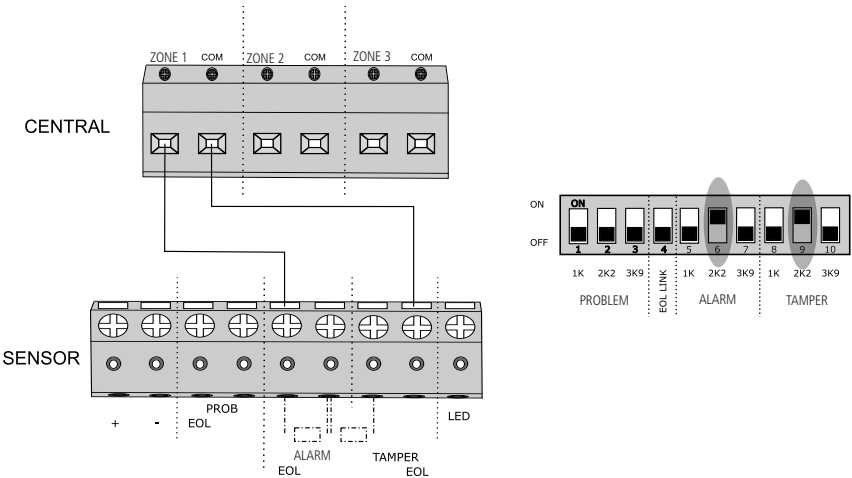 ZONE 1 COM ZONE 2 COM ZONE 3 COM
CENTRAL
ON
ON
OFF
1 2 3 4 5 6 7 8 9 10
1K 2K2 3K9 EOL LINK 1K 2K2 3K9 1K 2K2 3K9
PROBLEM ALARM TAMPER
SENSOR
+ - PROB LED
EOL
ALARM TAMPER
EOL EOL